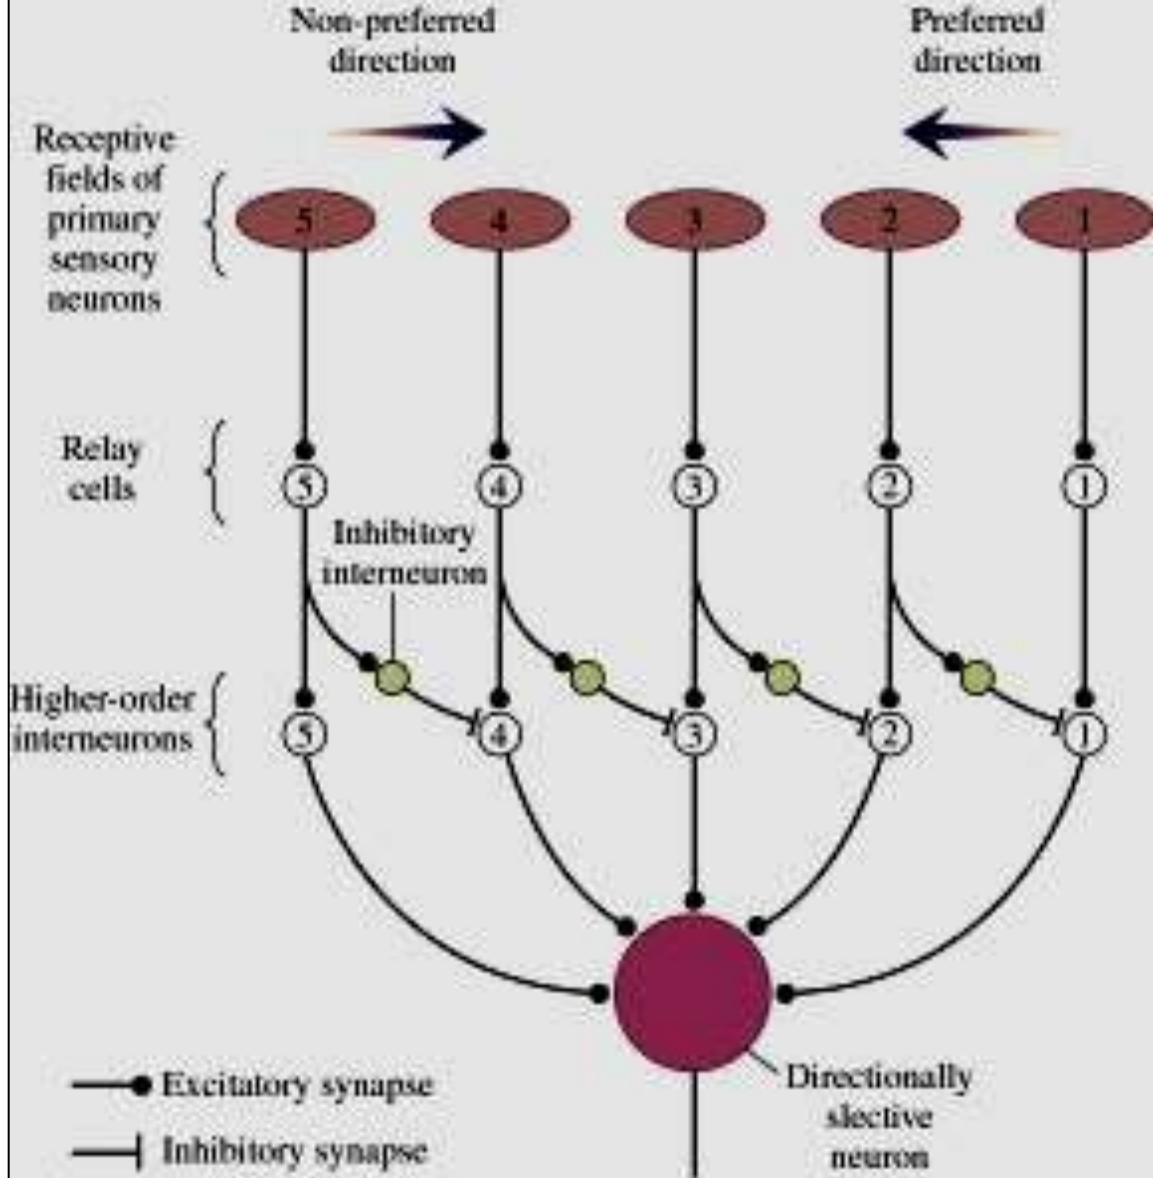 Non-preferred
direction
Preferred
direction
Receptive
fields of
primary
sensory
neurons
5 4 3 2 1
Relay
cells
5 4 3 2 1
Inhibitory
interneuron
Higher-order
interneurons
5 4 3 2 1
Directionally
slective
neuron
Excitatory synapse
Inhibitory synapse